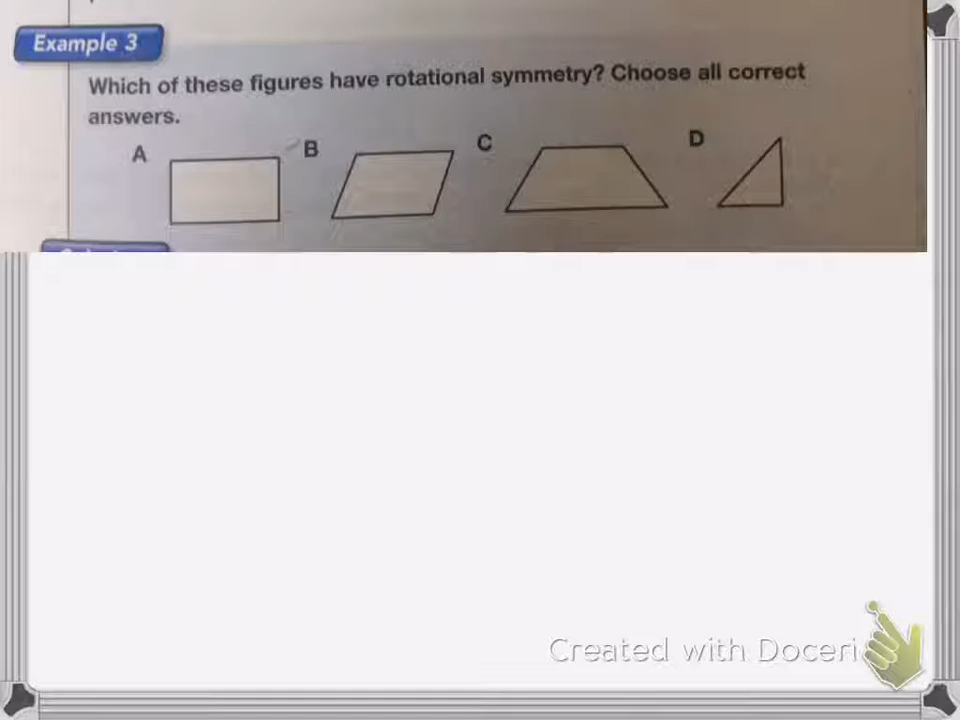 Example 3
Which of these figures have rotational symmetry? Choose all correct
answers.
A B C D
Created with Doceri